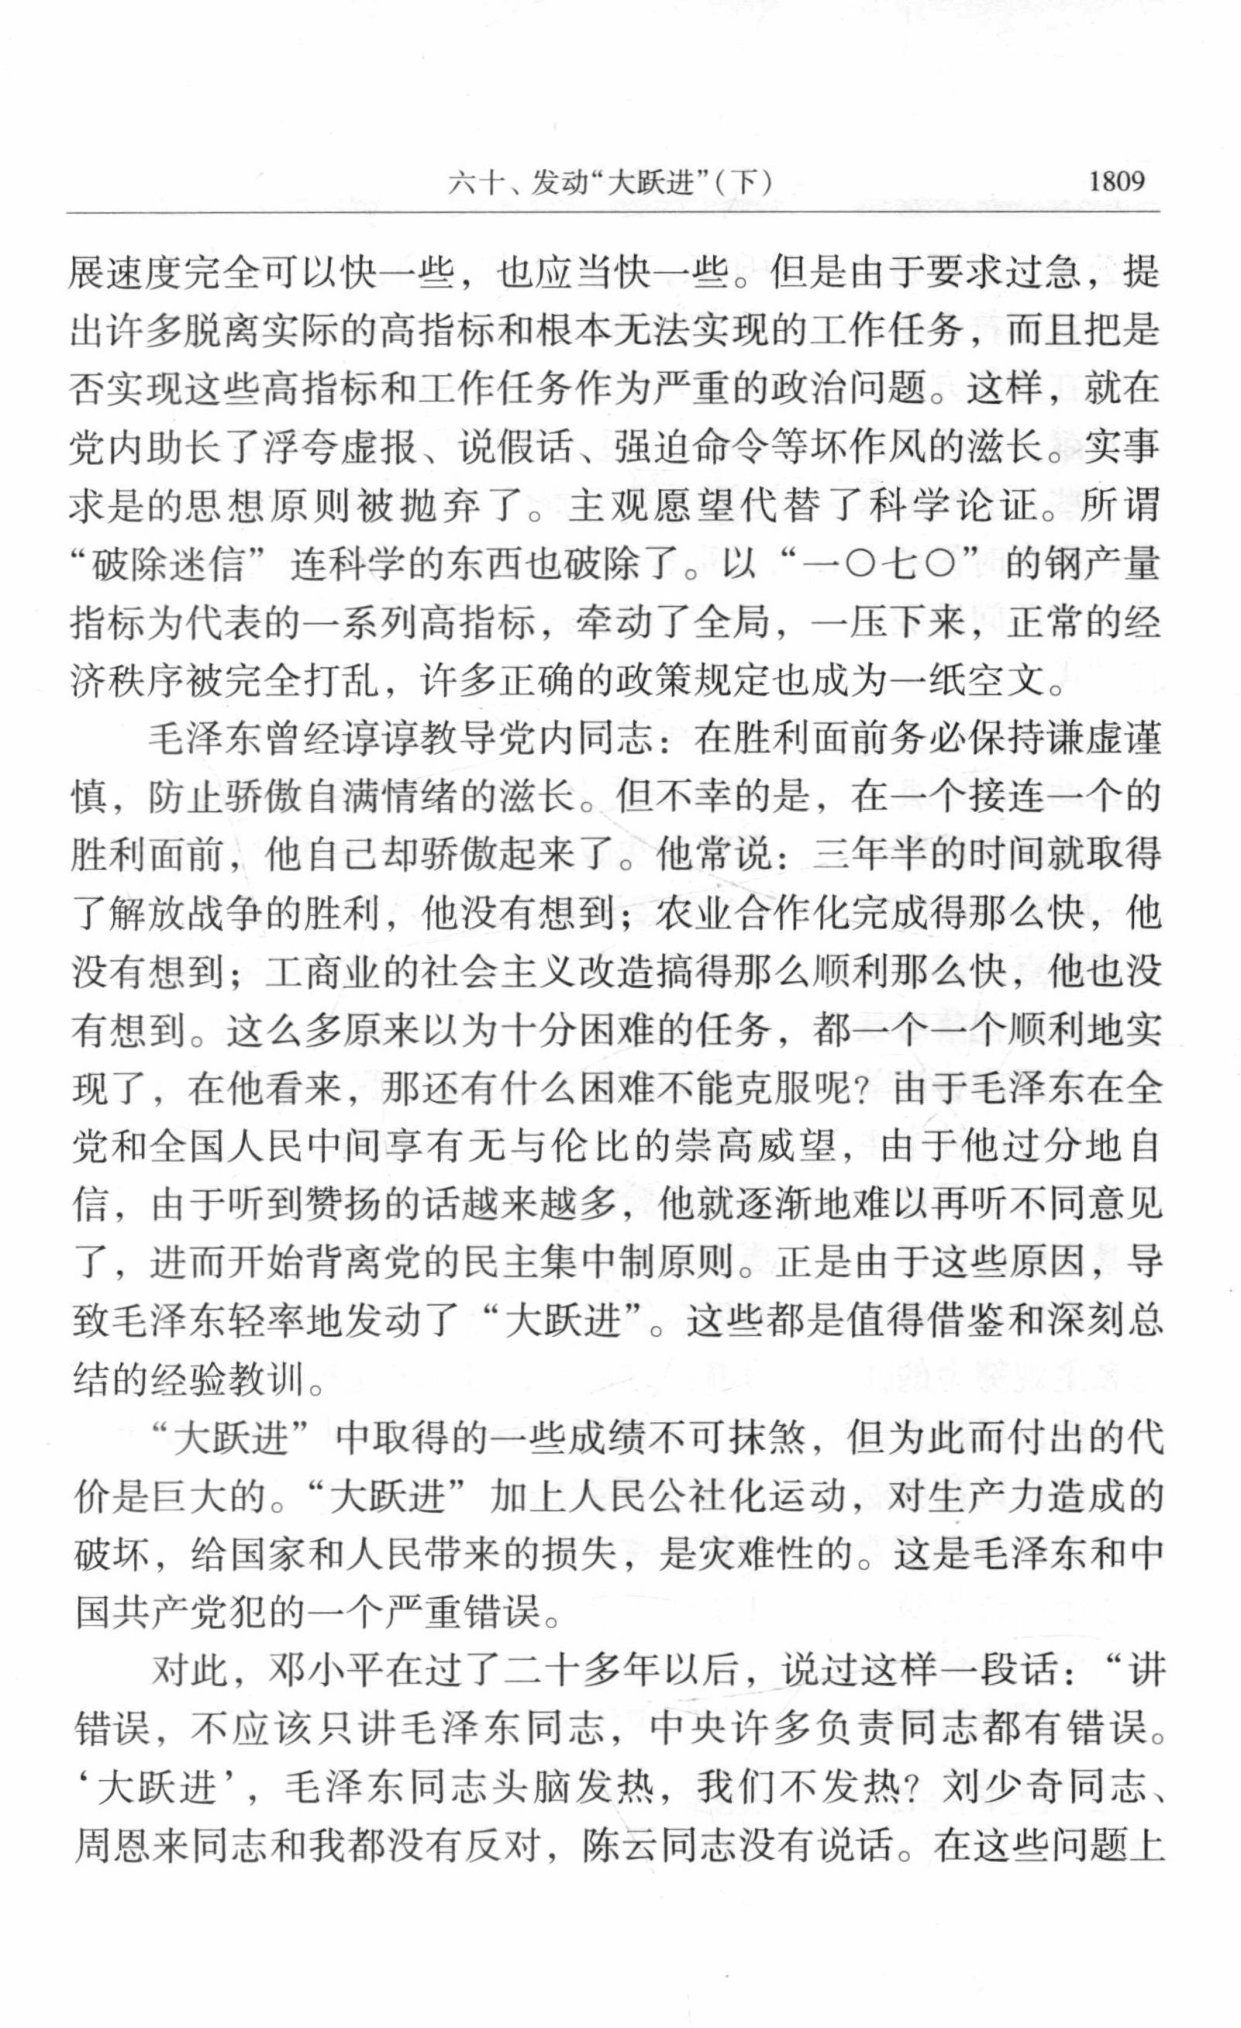 六十、发动“大跃进”（下） 1809
展速度完全可以快一些，也应当快一些。但是由于要求过急，提
出许多脱离实际的高指标和根本无法实现的工作任务，而且把是
否实现这些高指标和工作任务作为严重的政治问题。这样，就在
党内助长了浮夸虚报、说假话、强迫命令等坏作风的滋长。实事
求是的思想原则被抛弃了。主观愿望代替了科学论证。所谓
“破除迷信”连科学的东西也破除了。以“一〇七〇”的钢产量
指标为代表的一系列高指标，牵动了全局，一压下来，正常的经
济秩序被完全打乱，许多正确的政策规定也成为一纸空文。
毛泽东曾经谆谆教导党内同志：在胜利面前务必保持谦虚谨
慎，防止骄傲自满情绪的滋长。但不幸的是，在一个接连一个的
胜利面前，他自己却骄傲起来了。他常说：三年半的时间就取得
了解放战争的胜利，他没有想到；农业合作化完成得那么快，他
没有想到；工商业的社会主义改造搞得那么顺利那么快，他也没
有想到。这么多原来以为十分困难的任务，都一个一个顺利地实
现了，在他看来，那还有什么困难不能克服呢？由于毛泽东在全
党和全国人民中间享有无与伦比的崇高威望，由于他过分地自
信，由于听到赞扬的话越来越多，他就逐渐地难以再听不同意见
了，进而开始背离党的民主集中制原则。正是由于这些原因，导
致毛泽东轻率地发动了“大跃进”。这些都是值得借鉴和深刻总
结的经验教训。
“大跃进”中取得的一些成绩不可抹煞，但为此而付出的代
价是巨大的。“大跃进”加上人民公社化运动，对生产力造成的
破坏，给国家和人民带来的损失，是灾难性的。这是毛泽东和中
国共产党犯的一个严重错误。
对此，邓小平在过了二十多年以后，说过这样一段话：“讲
错误，不应该只讲毛泽东同志，中央许多负责同志都有错误。
‘大跃进’，毛泽东同志头脑发热，我们不发热？刘少奇同志、
周恩来同志和我都没有反对，陈云同志没有说话。在这些问题上